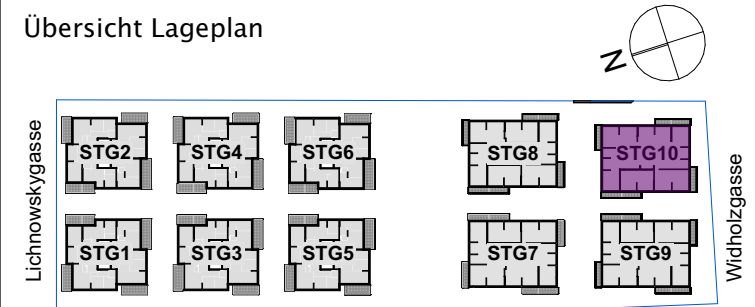 Übersicht Lageplan
N
Lichnowskygasse
STG2 STG4 STG6 STG8 STG10
STG1 STG3 STG5 STG7 STG9
Widholzgasse